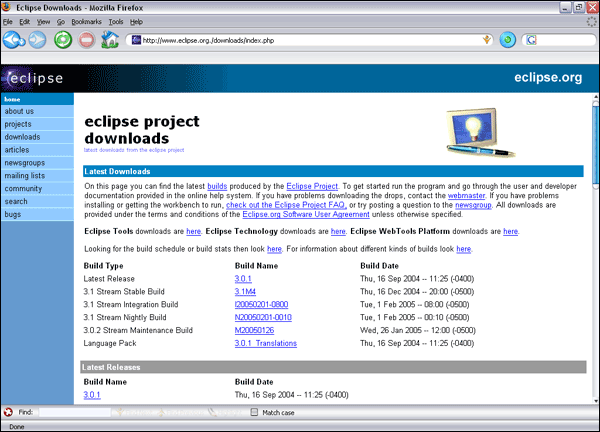 Eclipse Downloads - Mozilla Firefox
File Edit View Go Bookmarks Tools Help
http://www.eclipse.org./downloads/index.php
eclipse
eclipse.org
home
about us
projects
downloads
articles
newsgroups
mailing lists
community
search
bugs
eclipse project
downloads
latest downloads from the eclipse project
Latest Downloads
On this page you can find the latest builds produced by the Eclipse Project. To get started run the program and go through the user and developer
documentation provided in the online help system. If you have problems downloading the drops, contact the webmaster. If you have problems
installing or getting the workbench to run, check out the Eclipse Project FAQ, or try posting a question to the newsgroup. All downloads are
provided under the terms and conditions of the Eclipse.org Software User Agreement unless otherwise specified.
Eclipse Tools downloads are here. Eclipse Technology downloads are here. Eclipse WebTools Platform downloads are here.
Looking for the build schedule or build stats then look here. For information about different kinds of builds look here.
Build Type Build Name Build Date
Latest Release 3.0.1 Thu, 16 Sep 2004 -- 11:25 (-0400)
3.1 Stream Stable Build 3.1M4 Thu, 16 Dec 2004 -- 20:00 (-0500)
3.1 Stream Integration Build I20050201-0800 Tue, 1 Feb 2005 -- 08:00 (-0500)
3.1 Stream Nightly Build N20050201-0010 Tue, 1 Feb 2005 -- 00:10 (-0500)
3.0.2 Stream Maintenance Build M20050126 Wed, 26 Jan 2005 -- 12:00 (-0500)
Language Pack 3.0.1_Translations Thu, 16 Sep 2004 -- 11:25 (-0400)
Latest Releases
Build Name Build Date
3.0.1 Thu, 16 Sep 2004 -- 11:25 (-0400)
Find: Match case
Done